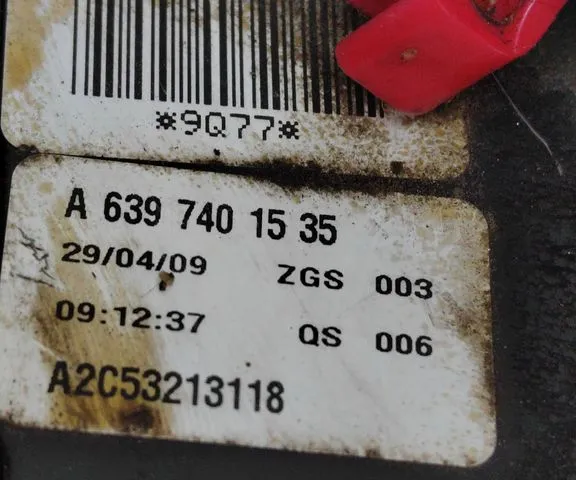 *9Q77*
A 639 740 15 35
29/04/09 ZGS 003
09:12:37 QS 006
A2C53213118